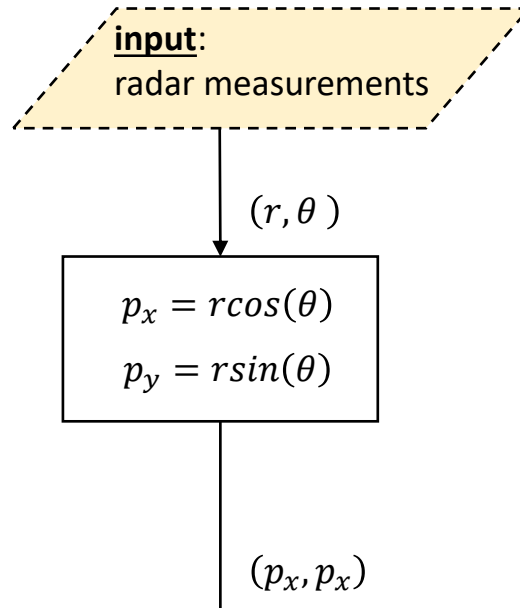 input:
radar measurements
(r, θ )
p_x = rcos(θ)
p_y = rsin(θ)
(p_x, p_x)